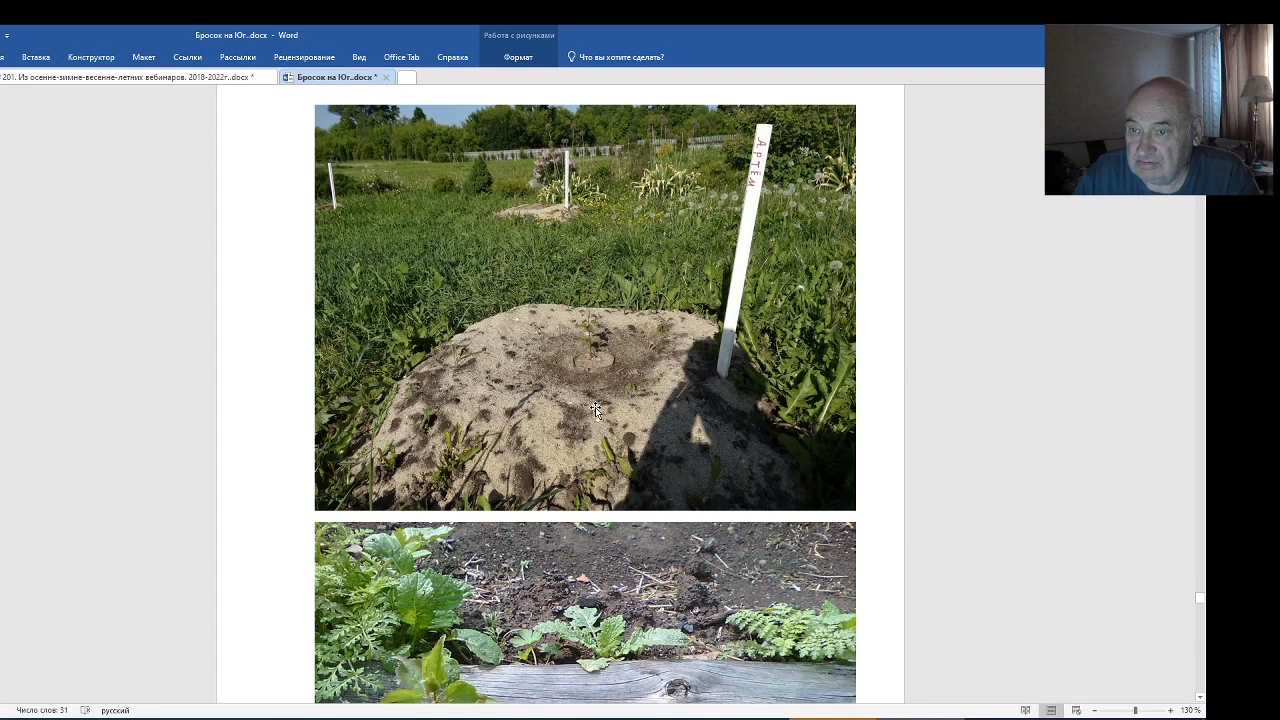 Бросок на Юг..docx - Word
Работа с рисунками
я Вставка Конструктор Макет Ссылки Рассылки Рецензирование Вид Office Tab Справка Формат Что вы хотите сделать?
201. Из осенне-зимне-весенне-летних вебинаров. 2018-2022г..docx *
Бросок на Юг..docx *
АРТЁМ
Число слов: 31 русский 130 %